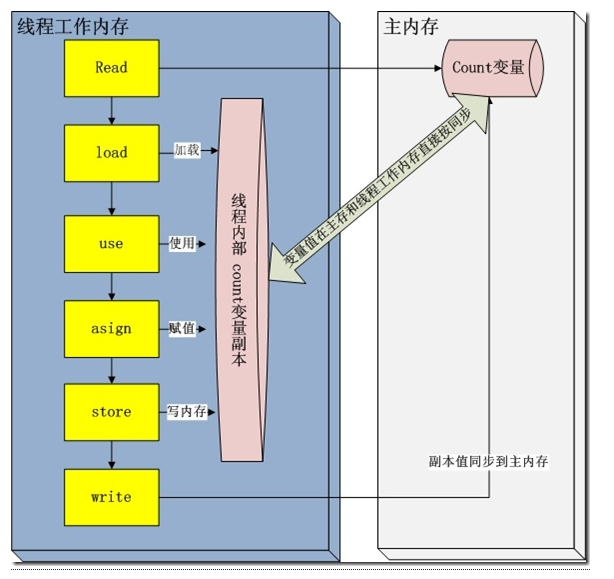 线程工作内存
主内存
Read
Count变量
load
加载
use
使用
asign
赋值
store
写内存
write
线程内部 count变量副本
变量值在主存和线程工作内存直接按同步
副本值同步到主内存